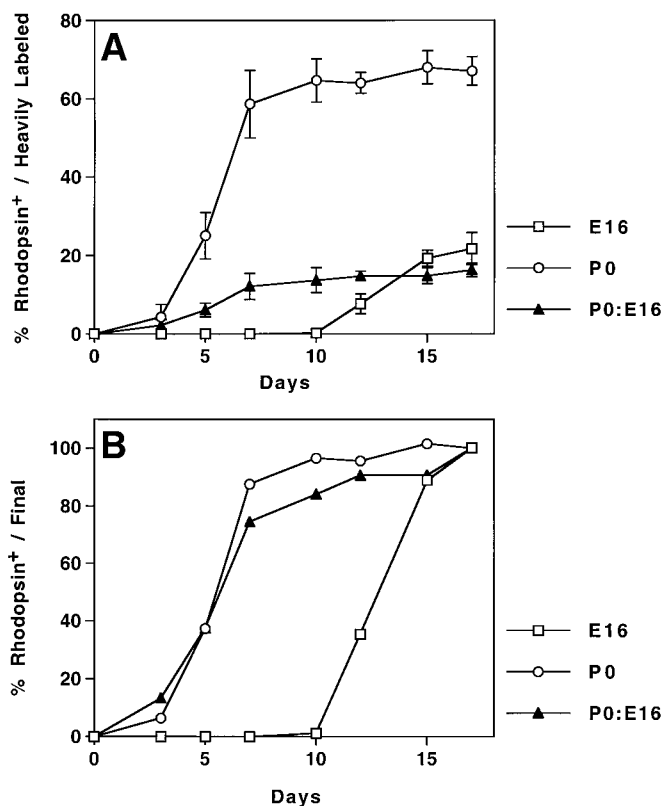 A
% Rhodopsin+ / Heavily Labeled
80
60
40
20
0
0 5 10 15
Days
E16
P0
P0:E16
B
% Rhodopsin+ / Final
100
80
60
40
20
0
0 5 10 15
Days
E16
P0
P0:E16